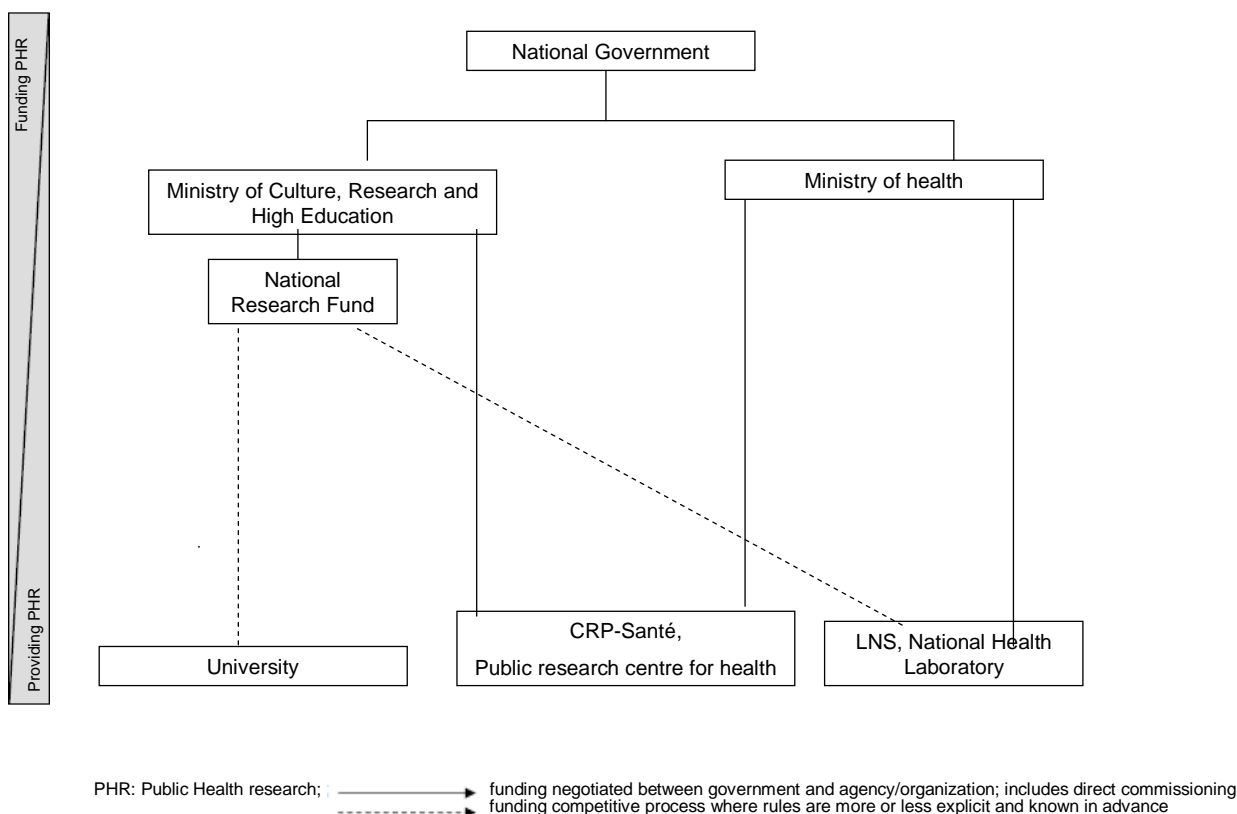 Funding PHR
National Government
Ministry of Culture, Research and
High Education
Ministry of health
National
Research Fund
Providing PHR
University
CRP-Santé,
Public research centre for health
LNS, National Health
Laboratory
PHR: Public Health research;
funding negotiated between government and agency/organization; includes direct commissioning
funding competitive process where rules are more or less explicit and known in advance